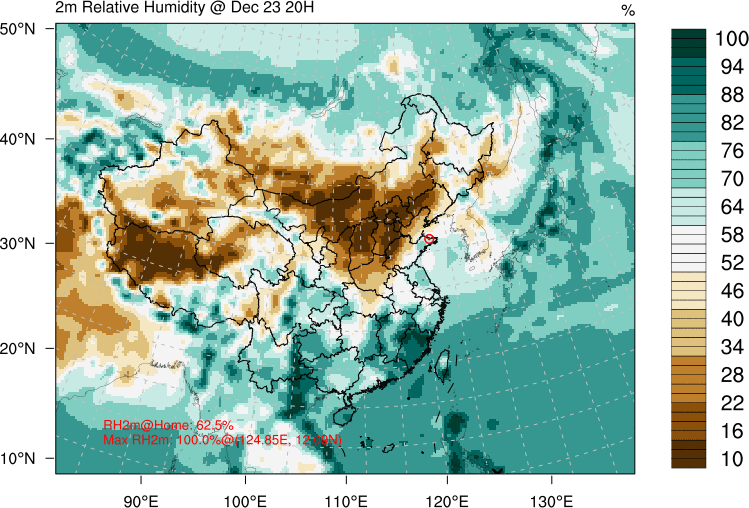 2m Relative Humidity @ Dec 23 20H
%
50°N
40°N
30°N
20°N
10°N
90°E
100°E
110°E
120°E
130°E
100
94
88
82
76
70
64
58
52
46
40
34
28
22
16
10
RH2m@Home: 62.5%
Max RH2m: 100.0%@(124.85E, 12.09N)